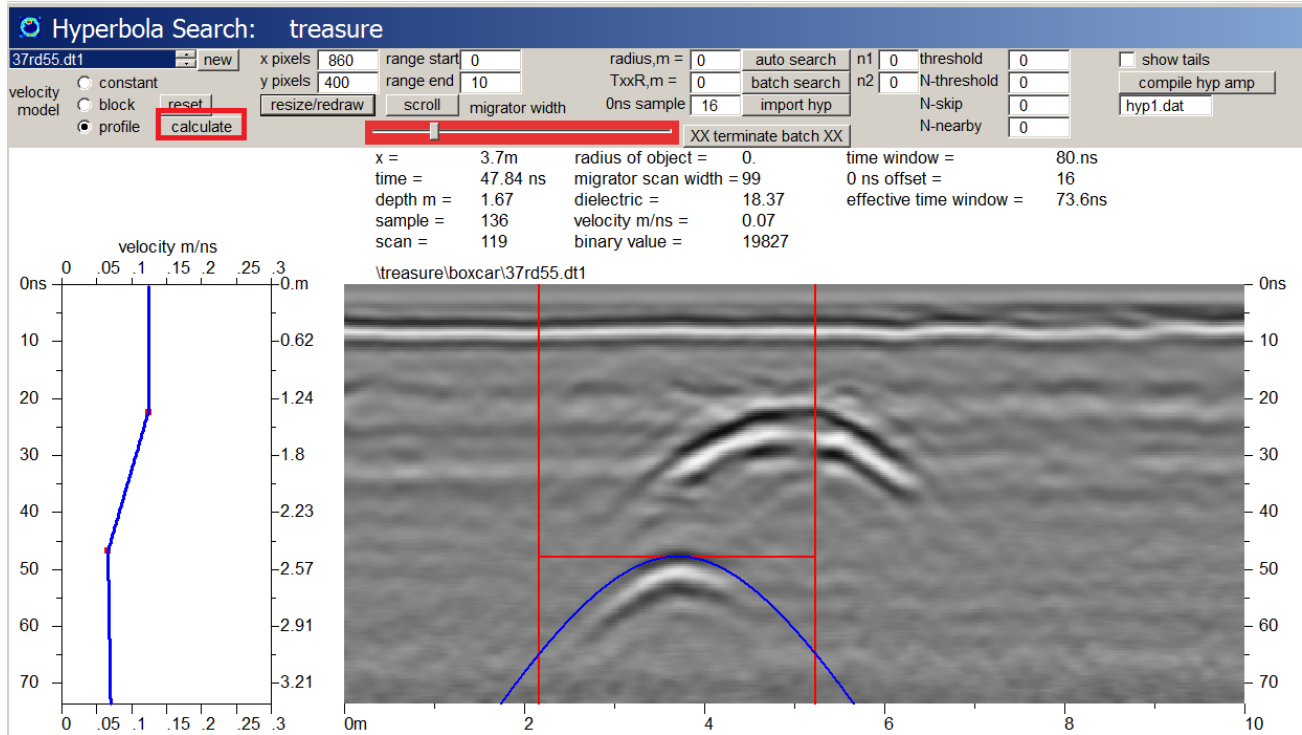 Hyperbola Search: treasure
37rd55.dt1 new x pixels 860 range start 0 radius,m = 0 auto search n1 0 threshold 0 show tails
velocity model constant y pixels 400 range end 10 TxxR,m = 0 batch search n2 0 N-threshold 0 compile hyp amp
block reset resize/redraw scroll migrator width 0ns sample 16 import hyp N-skip 0 hyp1.dat
profile calculate XX terminate batch XX N-nearby 0
x = 3.7m radius of object = 0. time window = 80.ns
time = 47.84 ns migrator scan width = 99 0 ns offset = 16
depth m = 1.67 dielectric = 18.37 effective time window = 73.6ns
sample = 136 velocity m/ns = 0.07
scan = 119 binary value = 19827
velocity m/ns
0 .05 .1 .15 .2 .25 .3
\treasure\boxcar\37rd55.dt1
0ns 0.m 0ns
10 0.62 10
20 1.24 20
30 1.8 30
40 2.23 40
50 2.57 50
60 2.91 60
70 3.21 70
0 .05 .1 .15 .2 .25 .3 0m 2 4 6 8 10